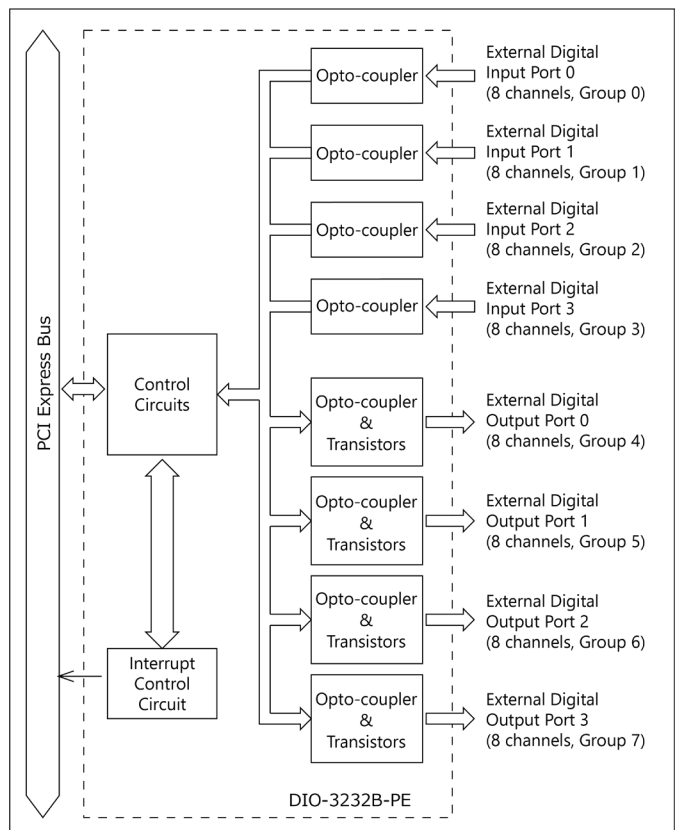 Opto-coupler
External Digital
Input Port 0
(8 channels, Group 0)
Opto-coupler
External Digital
Input Port 1
(8 channels, Group 1)
Opto-coupler
External Digital
Input Port 2
(8 channels, Group 2)
Opto-coupler
External Digital
Input Port 3
(8 channels, Group 3)
PCI Express Bus
Control
Circuits
Opto-coupler
&
Transistors
External Digital
Output Port 0
(8 channels, Group 4)
Opto-coupler
&
Transistors
External Digital
Output Port 1
(8 channels, Group 5)
Opto-coupler
&
Transistors
External Digital
Output Port 2
(8 channels, Group 6)
Interrupt
Control
Circuit
Opto-coupler
&
Transistors
External Digital
Output Port 3
(8 channels, Group 7)
DIO-3232B-PE